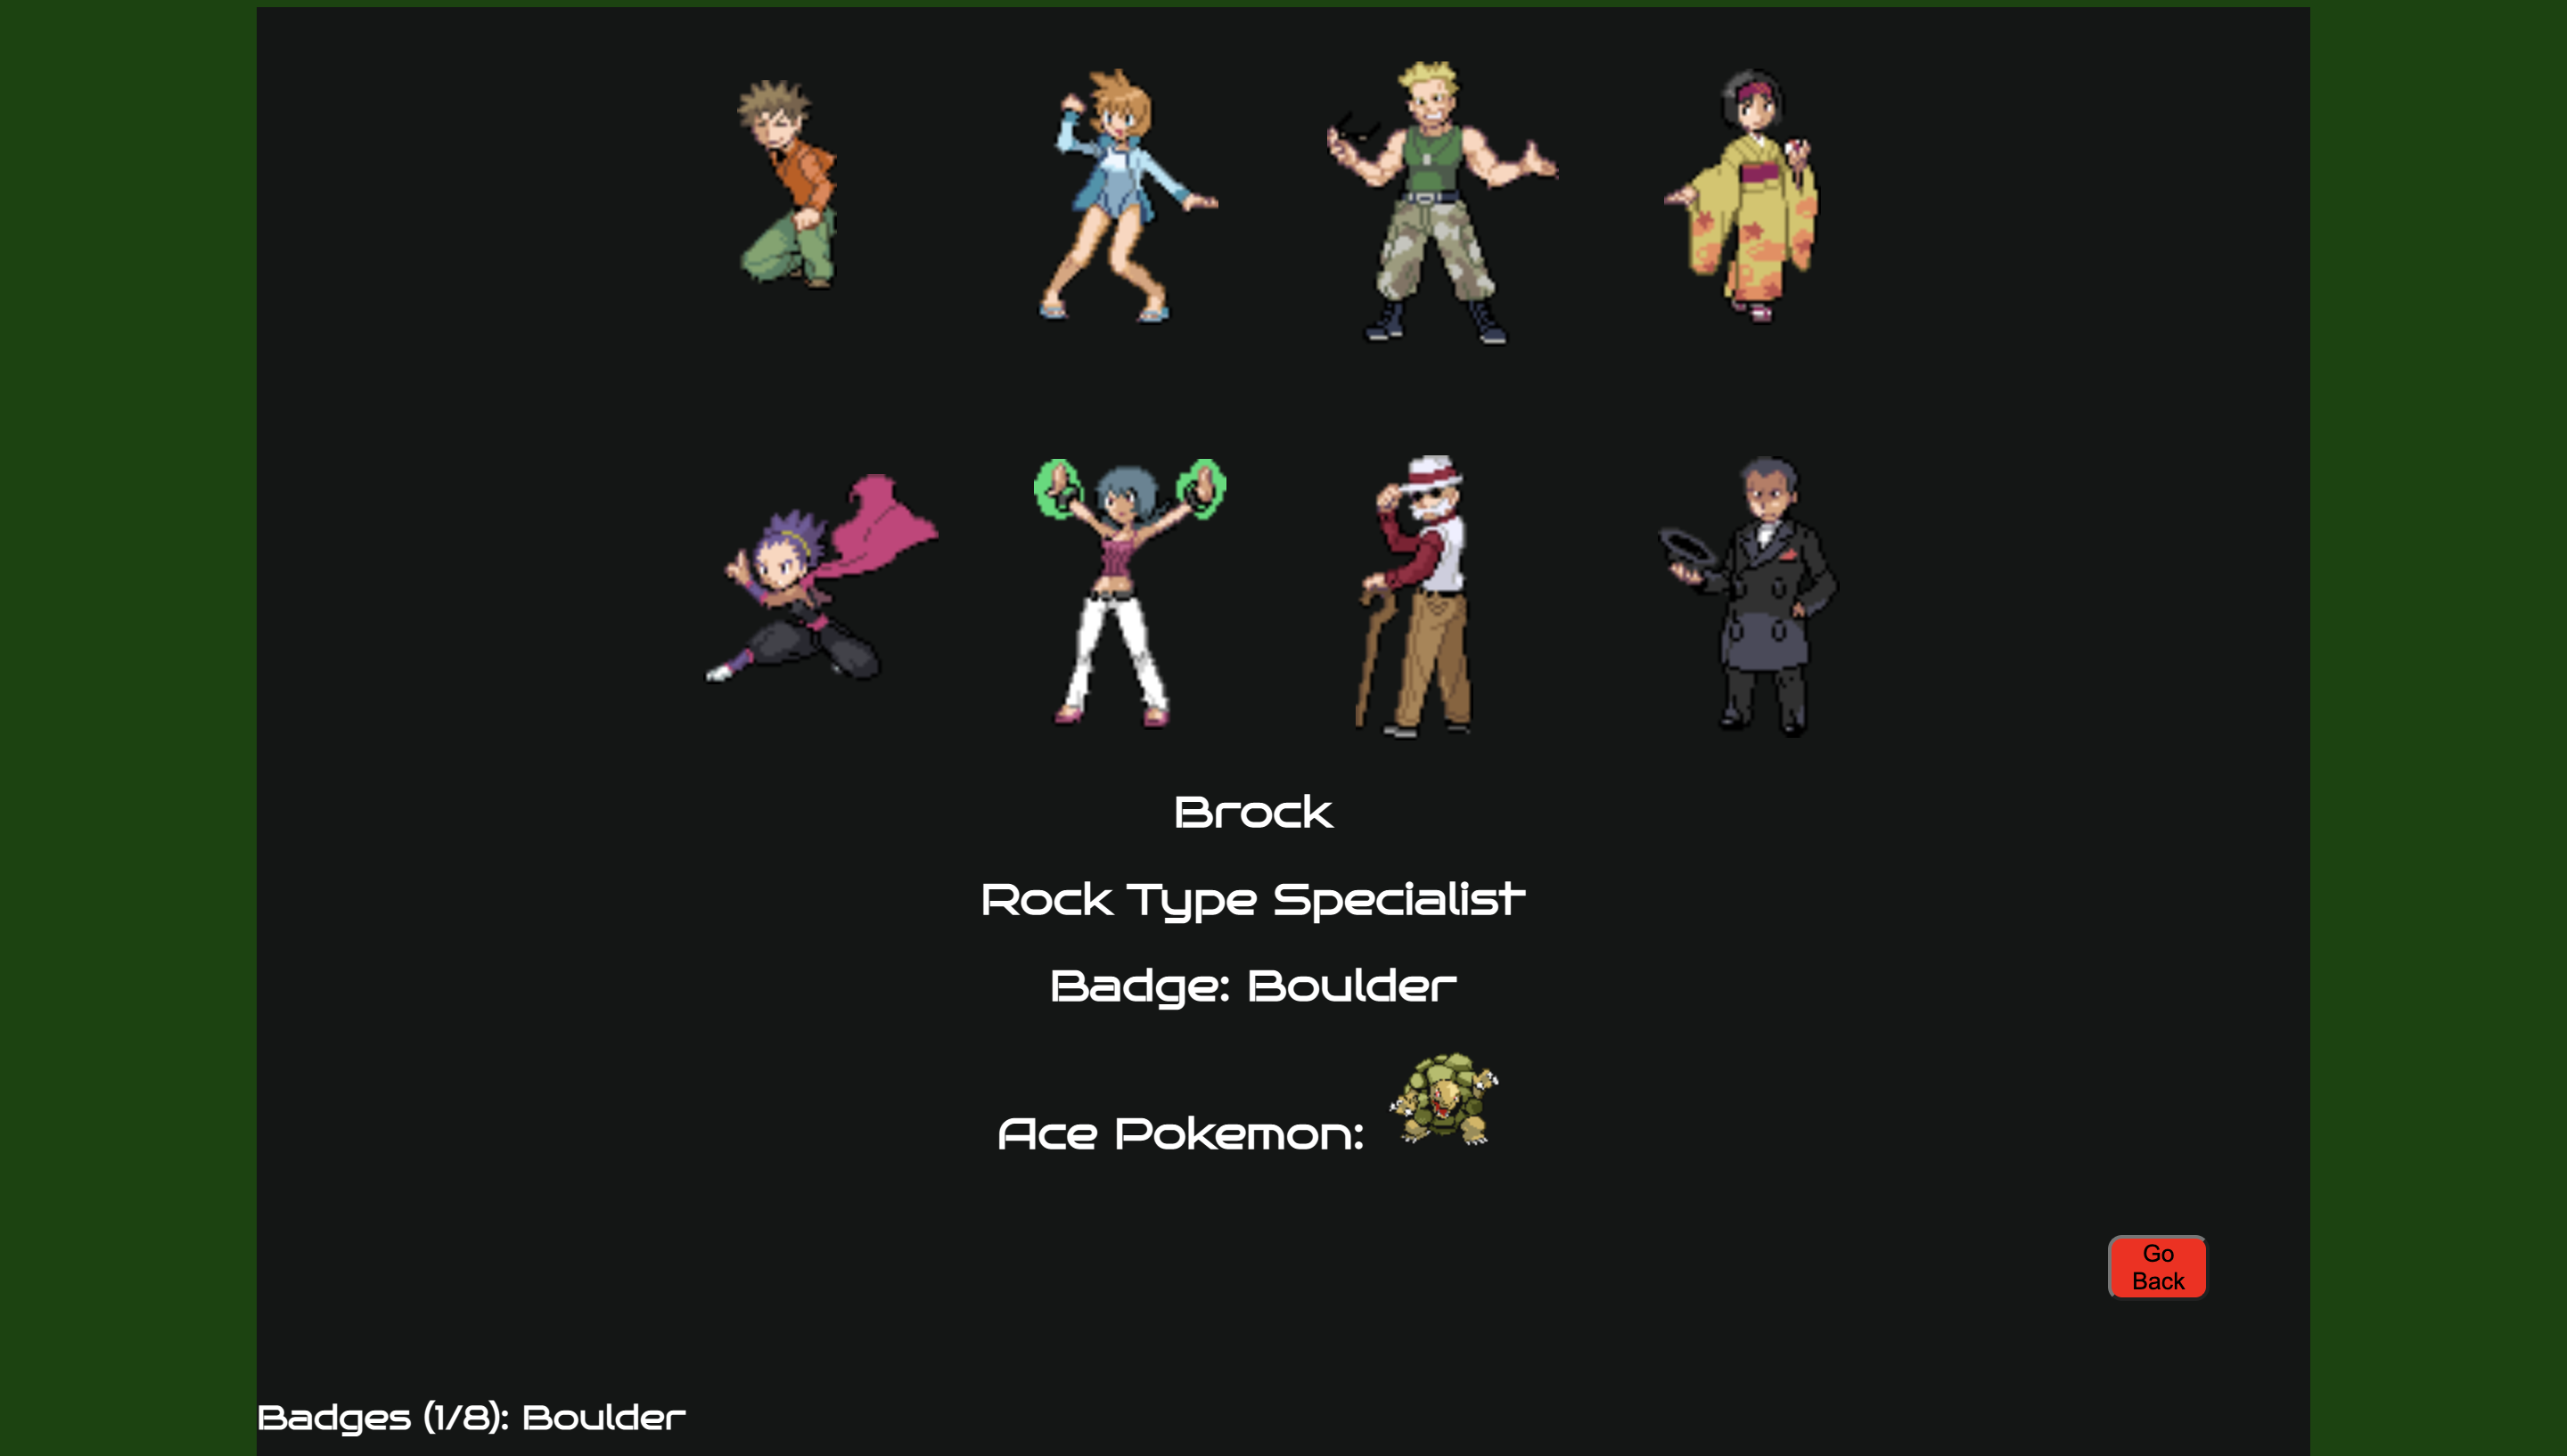 Brock
Rock Type Specialist
Badge: Boulder
Ace Pokemon:
Go
Back
Badges (1/8): Boulder